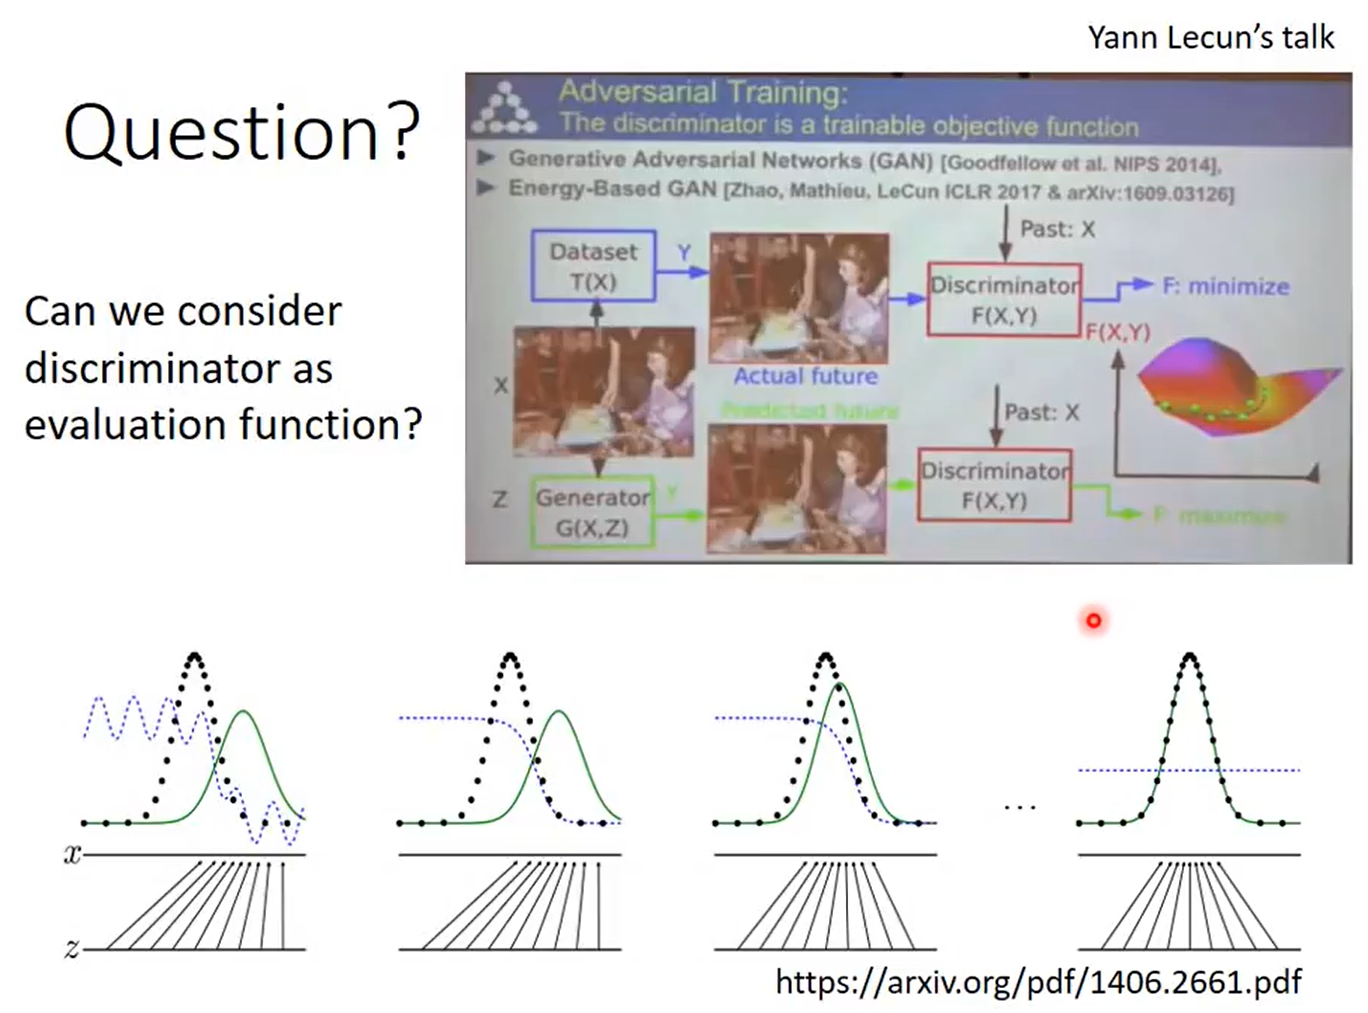 Yann Lecun's talk
Question?
Can we consider
discriminator as
evaluation function?
Adversarial Training:
The discriminator is a trainable objective function
Generative Adversarial Networks (GAN) [Goodfellow et al. NIPS 2014],
Energy-Based GAN [Zhao, Mathieu, LeCun ICLR 2017 & arXiv:1609.03126]
Past: X
Dataset
T(X)
Y
Discriminator
F(X,Y)
F: minimize
F(X,Y)
X
Actual future
Predicted future
Past: X
Z
Generator
G(X,Z)
Y
Discriminator
F(X,Y)
F: maximize
...
x
z
https://arxiv.org/pdf/1406.2661.pdf